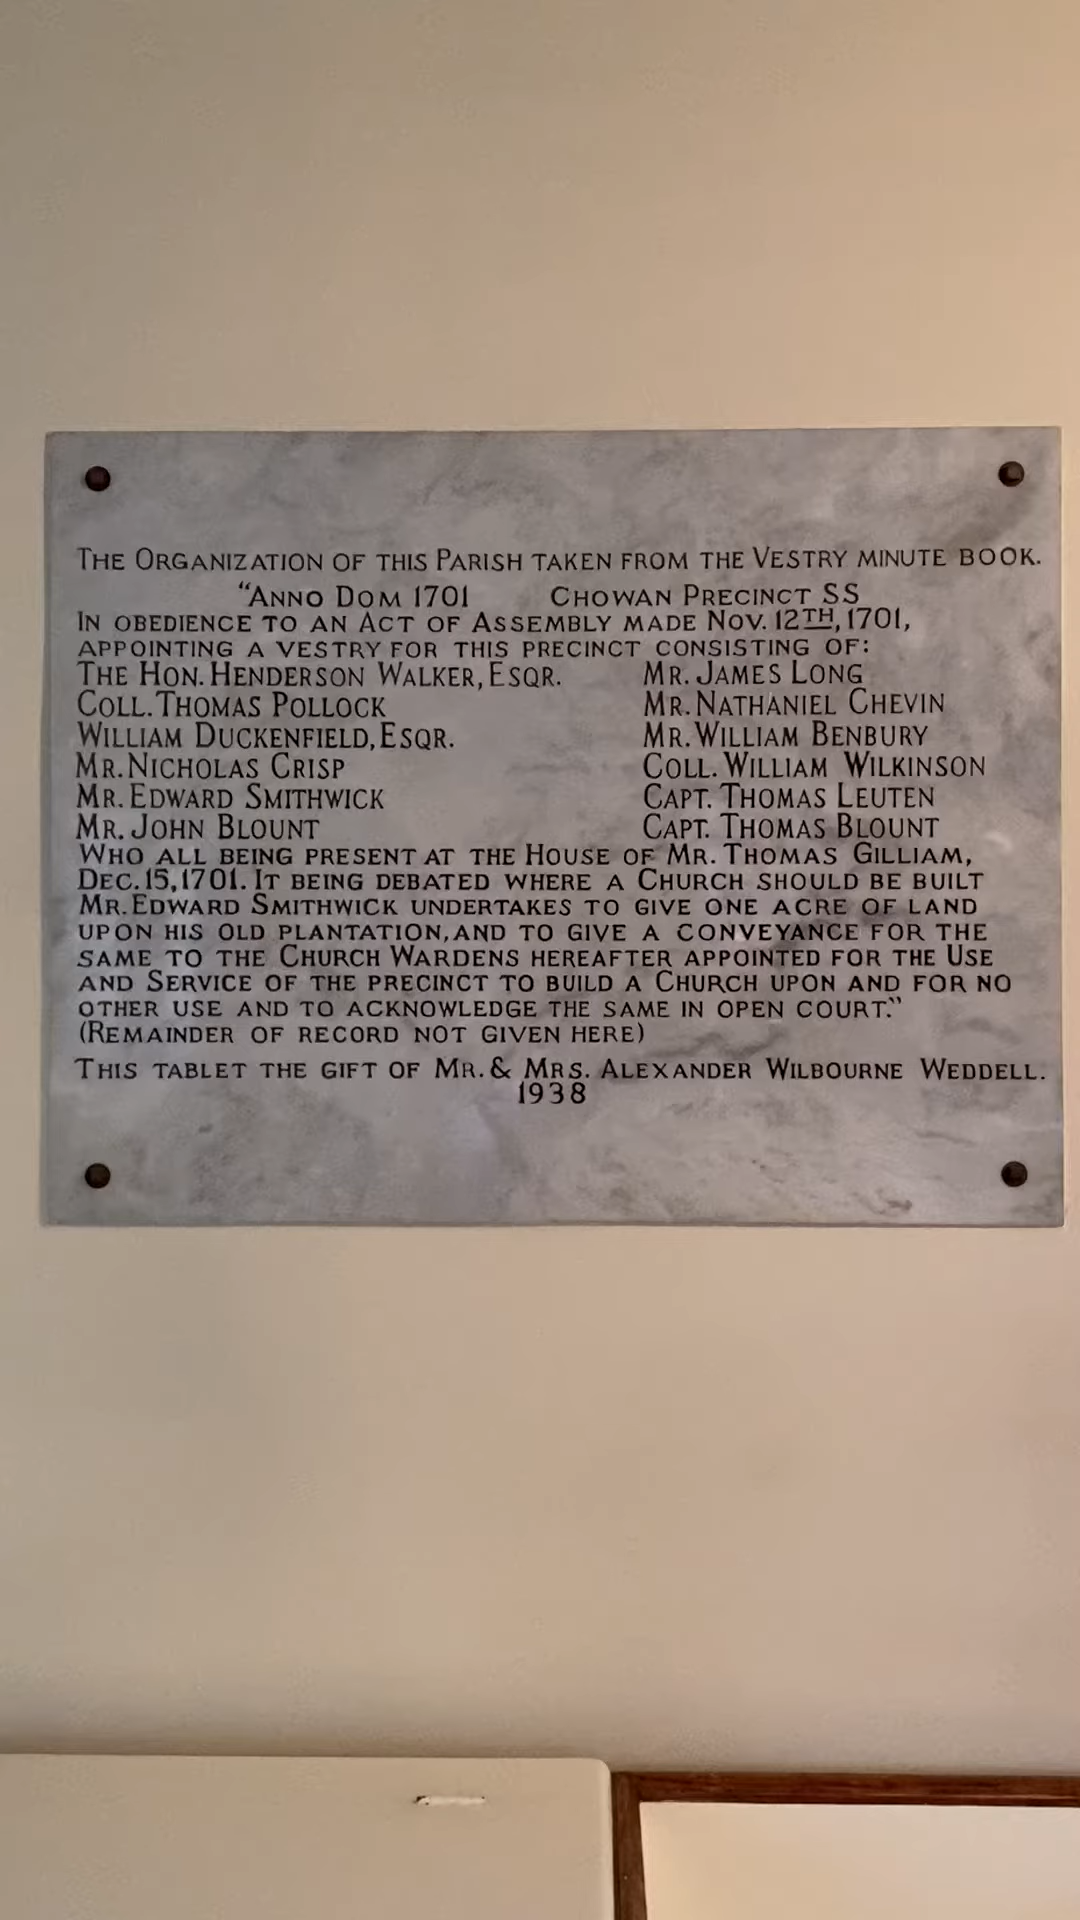 THE ORGANIZATION OF THIS PARISH TAKEN FROM THE VESTRY MINUTE BOOK.
"ANNO DOM 1701 CHOWAN PRECINCT SS
IN OBEDIENCE TO AN ACT OF ASSEMBLY MADE NOV. 12TH, 1701,
APPOINTING A VESTRY FOR THIS PRECINCT CONSISTING OF:
THE HON. HENDERSON WALKER, ESQR. MR. JAMES LONG
COLL. THOMAS POLLOCK MR. NATHANIEL CHEVIN
WILLIAM DUCKENFIELD, ESQR. MR. WILLIAM BENBURY
MR. NICHOLAS CRISP COLL. WILLIAM WILKINSON
MR. EDWARD SMITHWICK CAPT. THOMAS LEUTEN
MR. JOHN BLOUNT CAPT. THOMAS BLOUNT
WHO ALL BEING PRESENT AT THE HOUSE OF MR. THOMAS GILLIAM,
DEC. 15, 1701. IT BEING DEBATED WHERE A CHURCH SHOULD BE BUILT
MR. EDWARD SMITHWICK UNDERTAKES TO GIVE ONE ACRE OF LAND
UPON HIS OLD PLANTATION, AND TO GIVE A CONVEYANCE FOR THE
SAME TO THE CHURCH WARDENS HEREAFTER APPOINTED FOR THE USE
AND SERVICE OF THE PRECINCT TO BUILD A CHURCH UPON AND FOR NO
OTHER USE AND TO ACKNOWLEDGE THE SAME IN OPEN COURT."
(REMAINDER OF RECORD NOT GIVEN HERE)
THIS TABLET THE GIFT OF MR. & MRS. ALEXANDER WILBOURNE WEDDELL.
1938